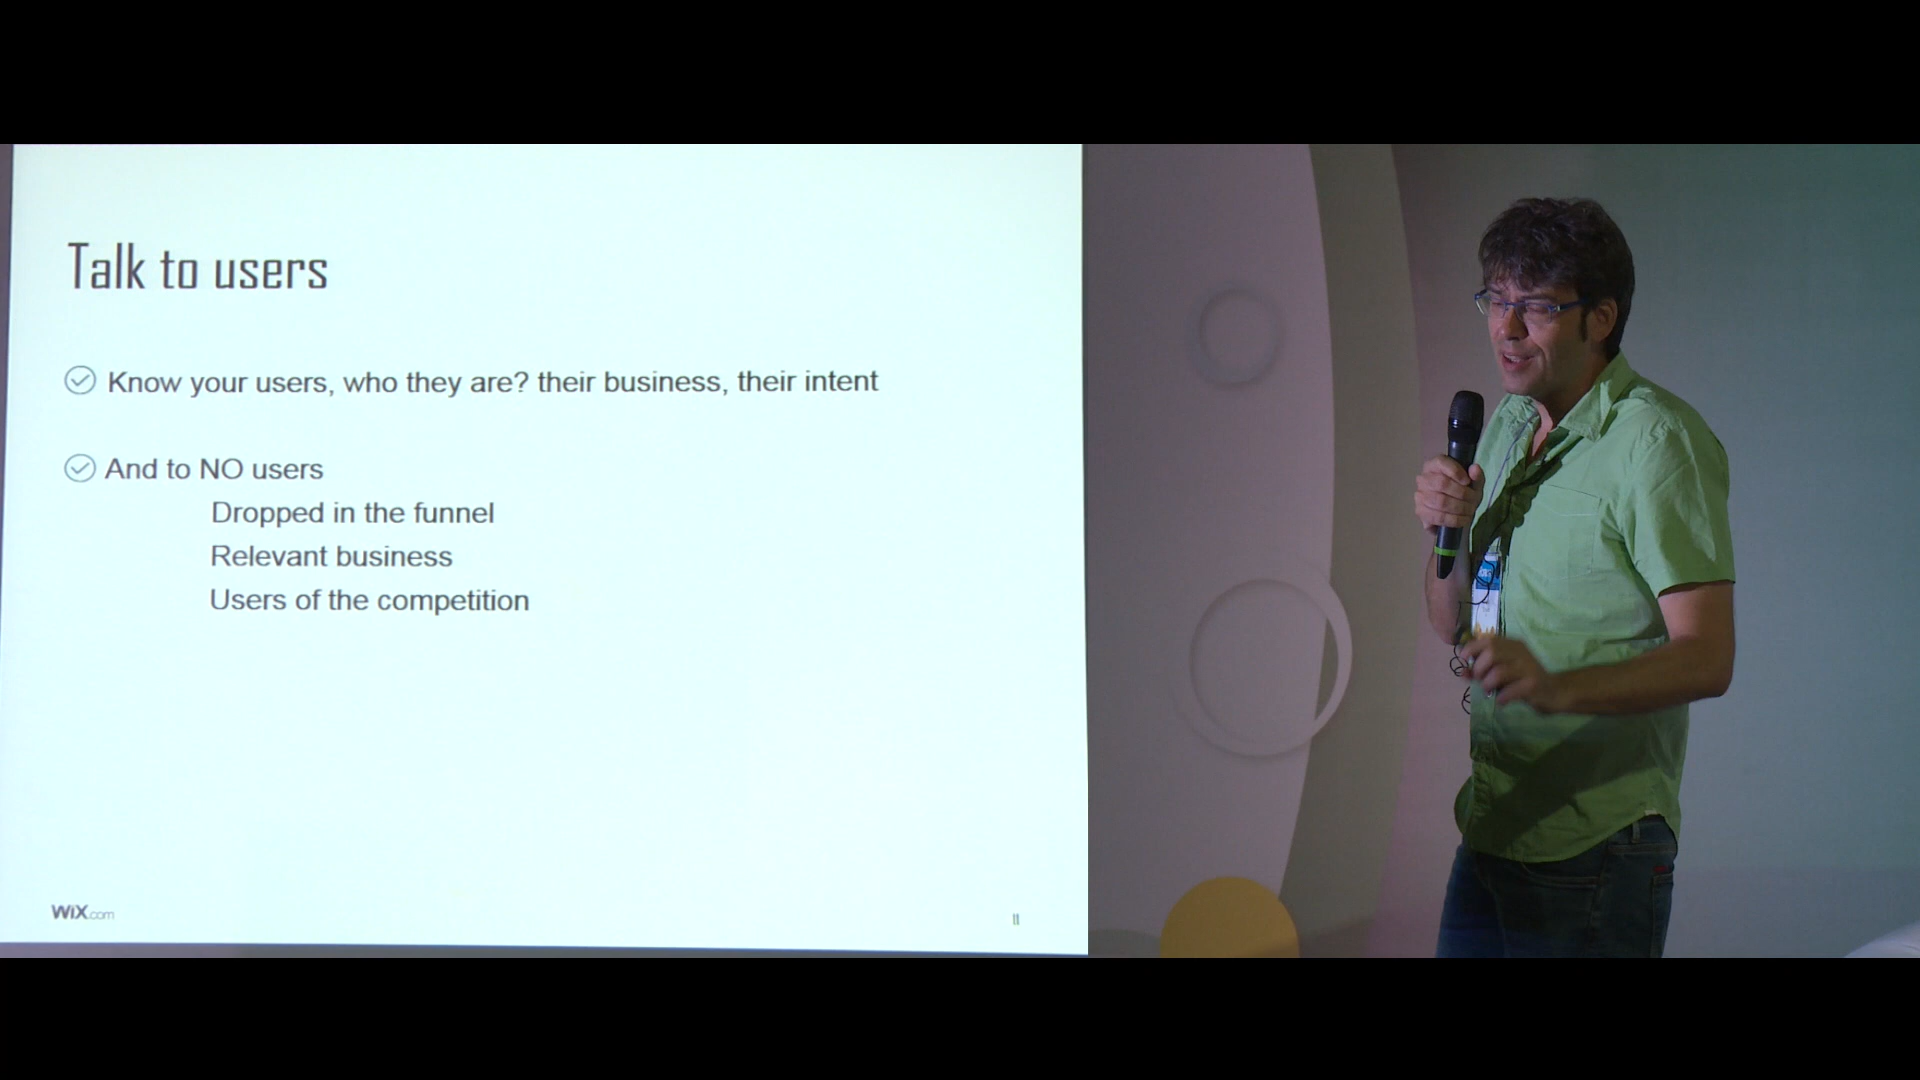 Talk to users
Know your users, who they are? their business, their intent
And to NO users
Dropped in the funnel
Relevant business
Users of the competition
WiX.com
11